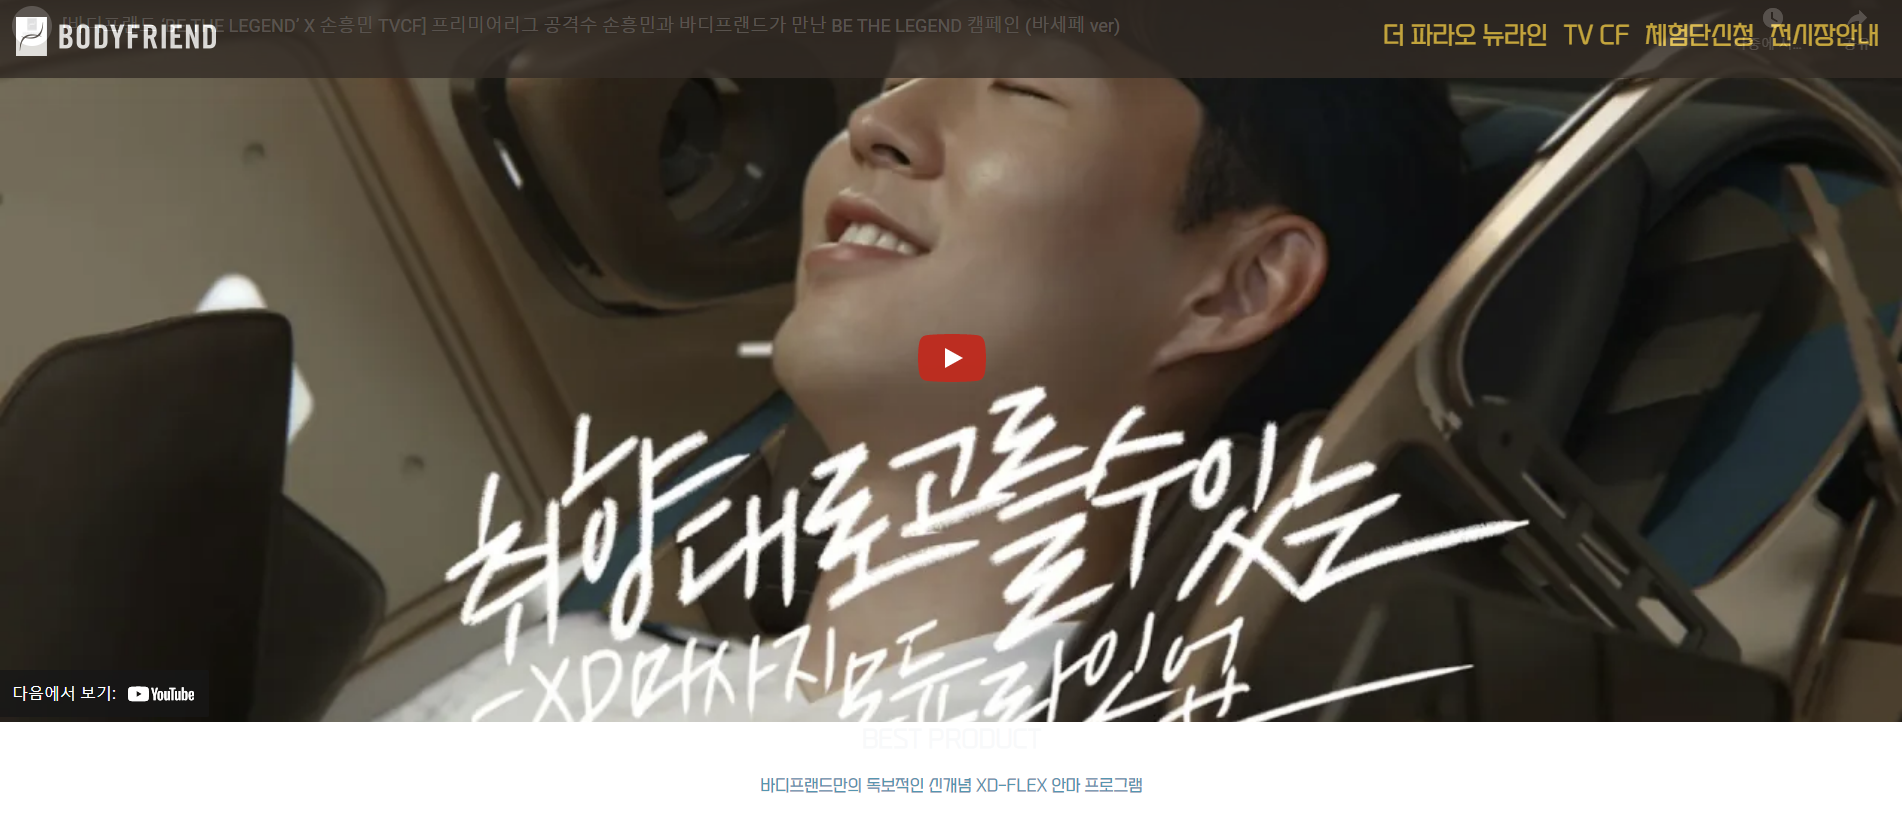 [바디프랜드 'BE THE LEGEND' X 손흥민 TVCF] 프리미어리그 공격수 손흥민과 바디프랜드가 만난 BE THE LEGEND 캠페인 (바세페 ver)
BODYFRIEND
더 파라오 뉴라인 TV CF 체험단신청 전시장안내
취향대로 고를 수 있는
XD마사지모듈 라인업
다음에서 보기: YouTube
BEST PRODUCT
바디프랜드만의 독보적인 신개념 XD-FLEX 안마 프로그램